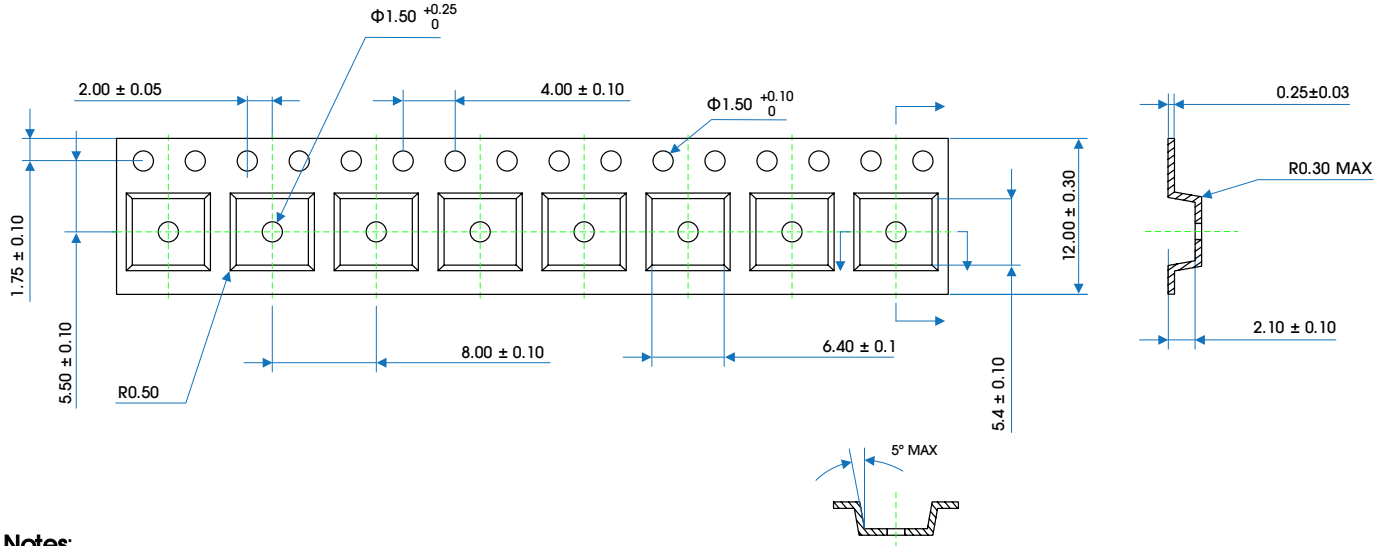 Φ1.50 +0.25 0
2.00 ± 0.05
4.00 ± 0.10
Φ1.50 +0.10 0
0.25±0.03
R0.30 MAX
1.75 ± 0.10
5.50 ± 0.10
12.00 ± 0.30
2.10 ± 0.10
8.00 ± 0.10
6.40 ± 0.1
5.4 ± 0.10
R0.50
5° MAX
Notes: